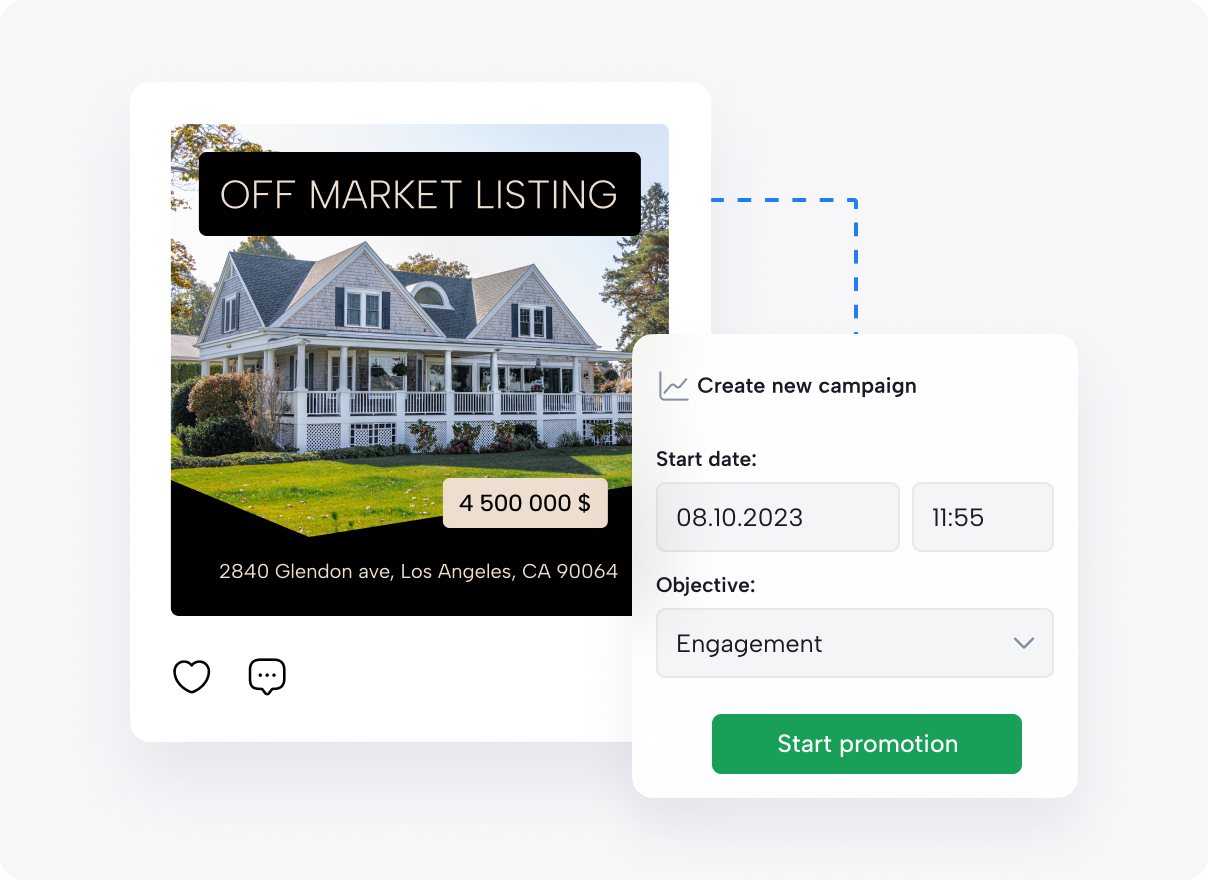 OFF MARKET LISTING
4 500 000 $
2840 Glendon ave, Los Angeles, CA 90064
Create new campaign
Start date:
08.10.2023
11:55
Objective:
Engagement
Start promotion